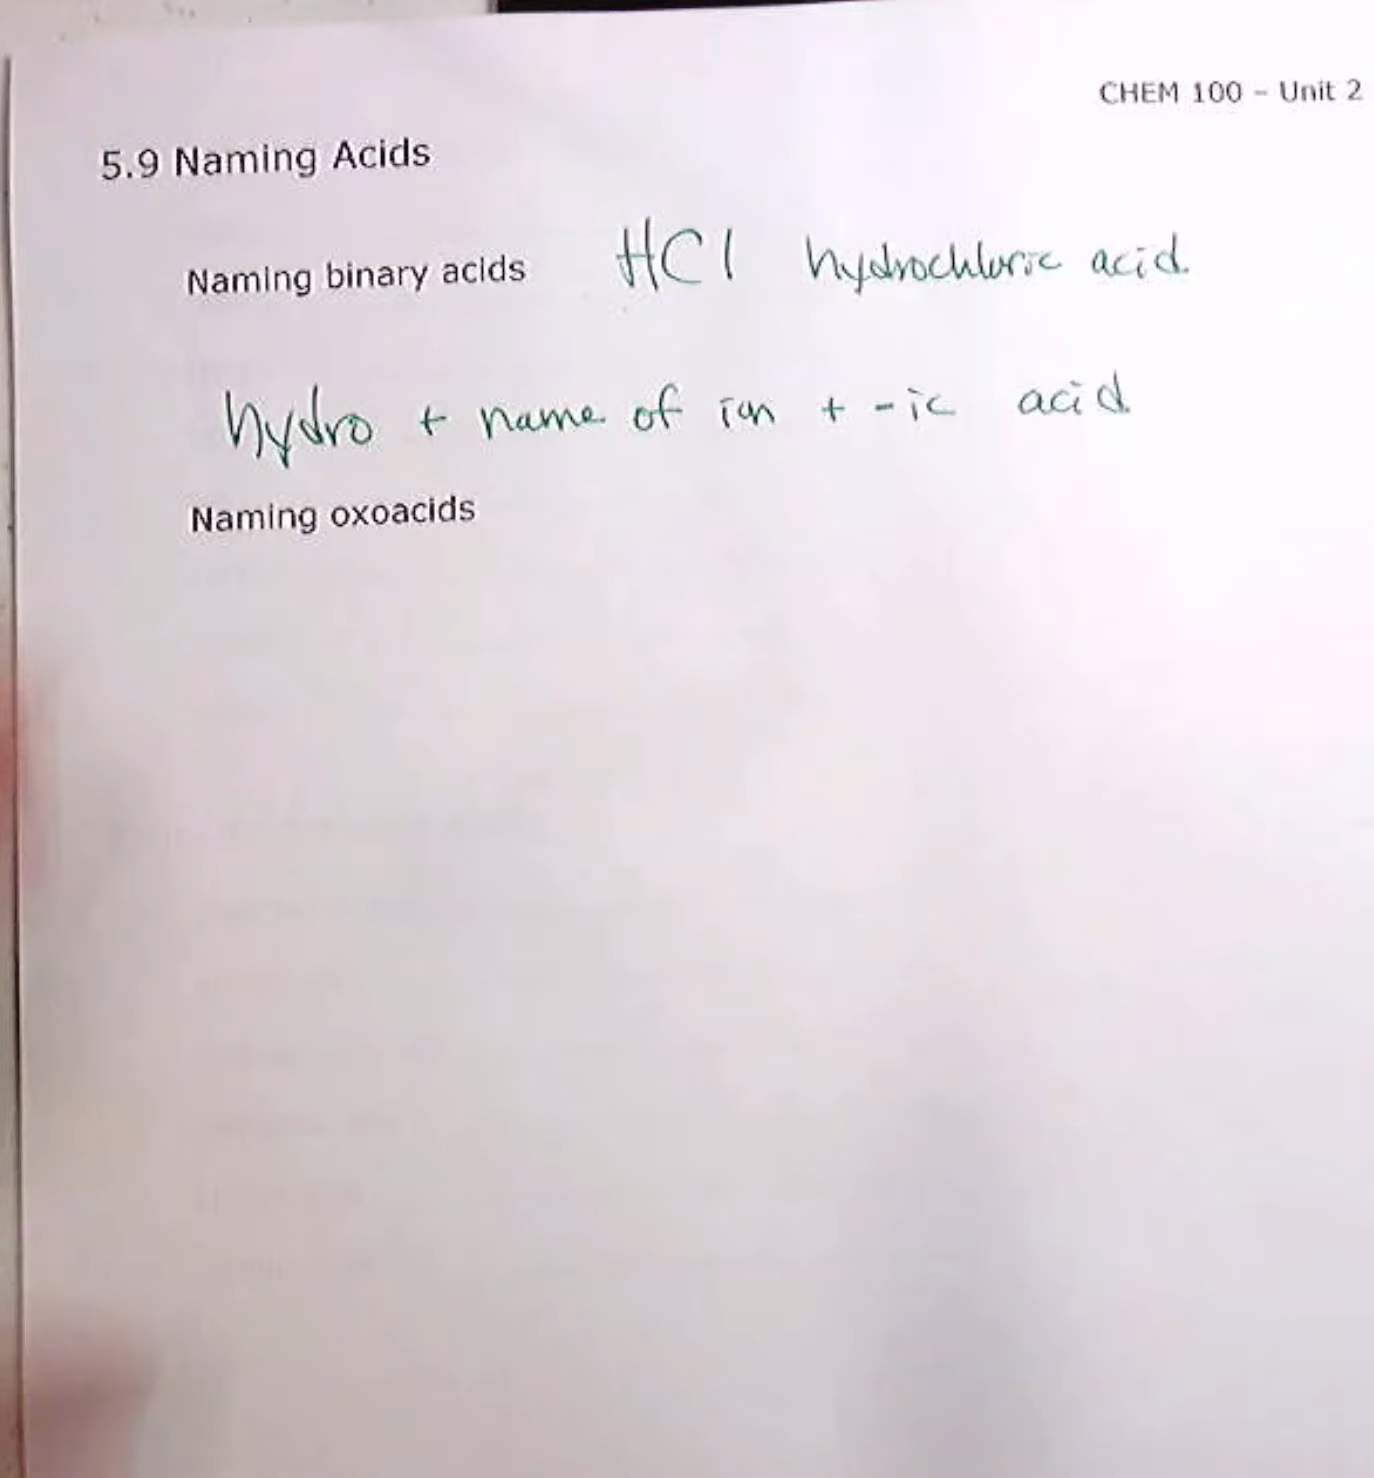 CHEM 100 – Unit 2
5.9 Naming Acids
Naming binary acids HCl hydrochloric acid.
hydro + name of ion + -ic acid
Naming oxoacids